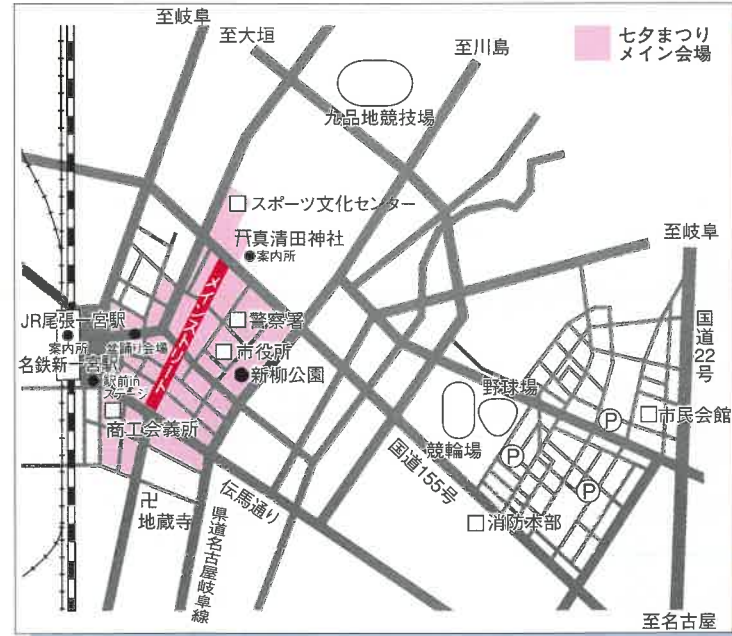 至岐阜
至大垣
至川島
七夕まつり
メイン会場
九品地競技場
スポーツ文化センター
真清田神社
案内所
至岐阜
メインストリート
JR尾張一宮駅
案内所
盆踊り会場
名鉄新一宮駅
駅前in
ステージ
警察署
市役所
新柳公園
国道22号
野球場
市民会館
P
商工会議所
競輪場
P
P
国道155号
卍
地蔵寺
伝馬通り
県道名古屋岐阜線
消防本部
至名古屋